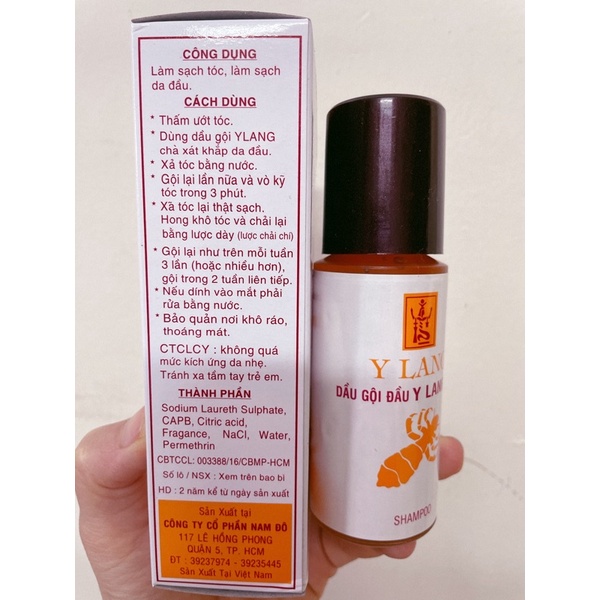 CÔNG DỤNG
Làm sạch tóc, làm sạch
da đầu.
CÁCH DÙNG
* Thấm ướt tóc.
* Dùng dầu gội YLANG
chà xát khắp da đầu.
* Xả tóc bằng nước.
* Gội lại lần nữa và vò kỹ
tóc trong 3 phút.
* Xả tóc lại thật sạch.
Hong khô tóc và chải lại
bằng lược dày (lược chải chí)
* Gội lại như trên mỗi tuần
3 lần (hoặc nhiều hơn),
gội trong 2 tuần liên tiếp.
* Nếu dính vào mắt phải
rửa bằng nước.
* Bảo quản nơi khô ráo,
thoáng mát.
CTCLCY : không quá
mức kích ứng da nhẹ.
Tránh xa tầm tay trẻ em.
THÀNH PHẦN
Sodium Laureth Sulphate,
CAPB, Citric acid,
Fragance, NaCl, Water,
Permethrin
CBTCCL: 003388/16/CBMP-HCM
Số lô / NSX : Xem trên bao bì
HD : 2 năm kể từ ngày sản xuất
Sản Xuất tại
CÔNG TY CỔ PHẦN NAM ĐÔ
117 LÊ HỒNG PHONG
QUẬN 5, TP. HCM
ĐT : 39237974 - 39235445
Sản Xuất Tại Việt Nam
Y LANG
DẦU GỘI ĐẦU Y LANG
SHAMPOO